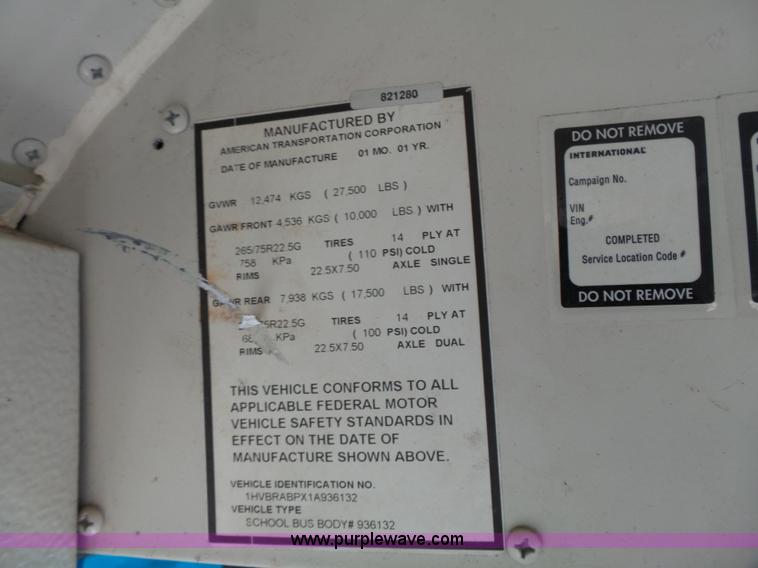 821280
MANUFACTURED BY
AMERICAN TRANSPORTATION CORPORATION
DATE OF MANUFACTURE 01 MO. 01 YR.
GVWR 12,474 KGS ( 27,500 LBS )
GAWR FRONT 4,536 KGS ( 10,000 LBS ) WITH
265/75R22.5G TIRES 14 PLY AT
758 KPa ( 110 PSI) COLD
RIMS 22.5X7.50 AXLE SINGLE
GAWR REAR 7,938 KGS ( 17,500 LBS ) WITH
5R22.5G TIRES 14 PLY AT
KPa ( 100 PSI) COLD
RIMS 22.5X7.50 AXLE DUAL
THIS VEHICLE CONFORMS TO ALL
APPLICABLE FEDERAL MOTOR
VEHICLE SAFETY STANDARDS IN
EFFECT ON THE DATE OF
MANUFACTURE SHOWN ABOVE.
VEHICLE IDENTIFICATION NO.
1HVBRABPX1A936132
VEHICLE TYPE
SCHOOL BUS BODY# 936132
DO NOT REMOVE
INTERNATIONAL
Campaign No.
VIN
Eng.#
COMPLETED
Service Location Code #
DO NOT REMOVE
www.purplewave.com